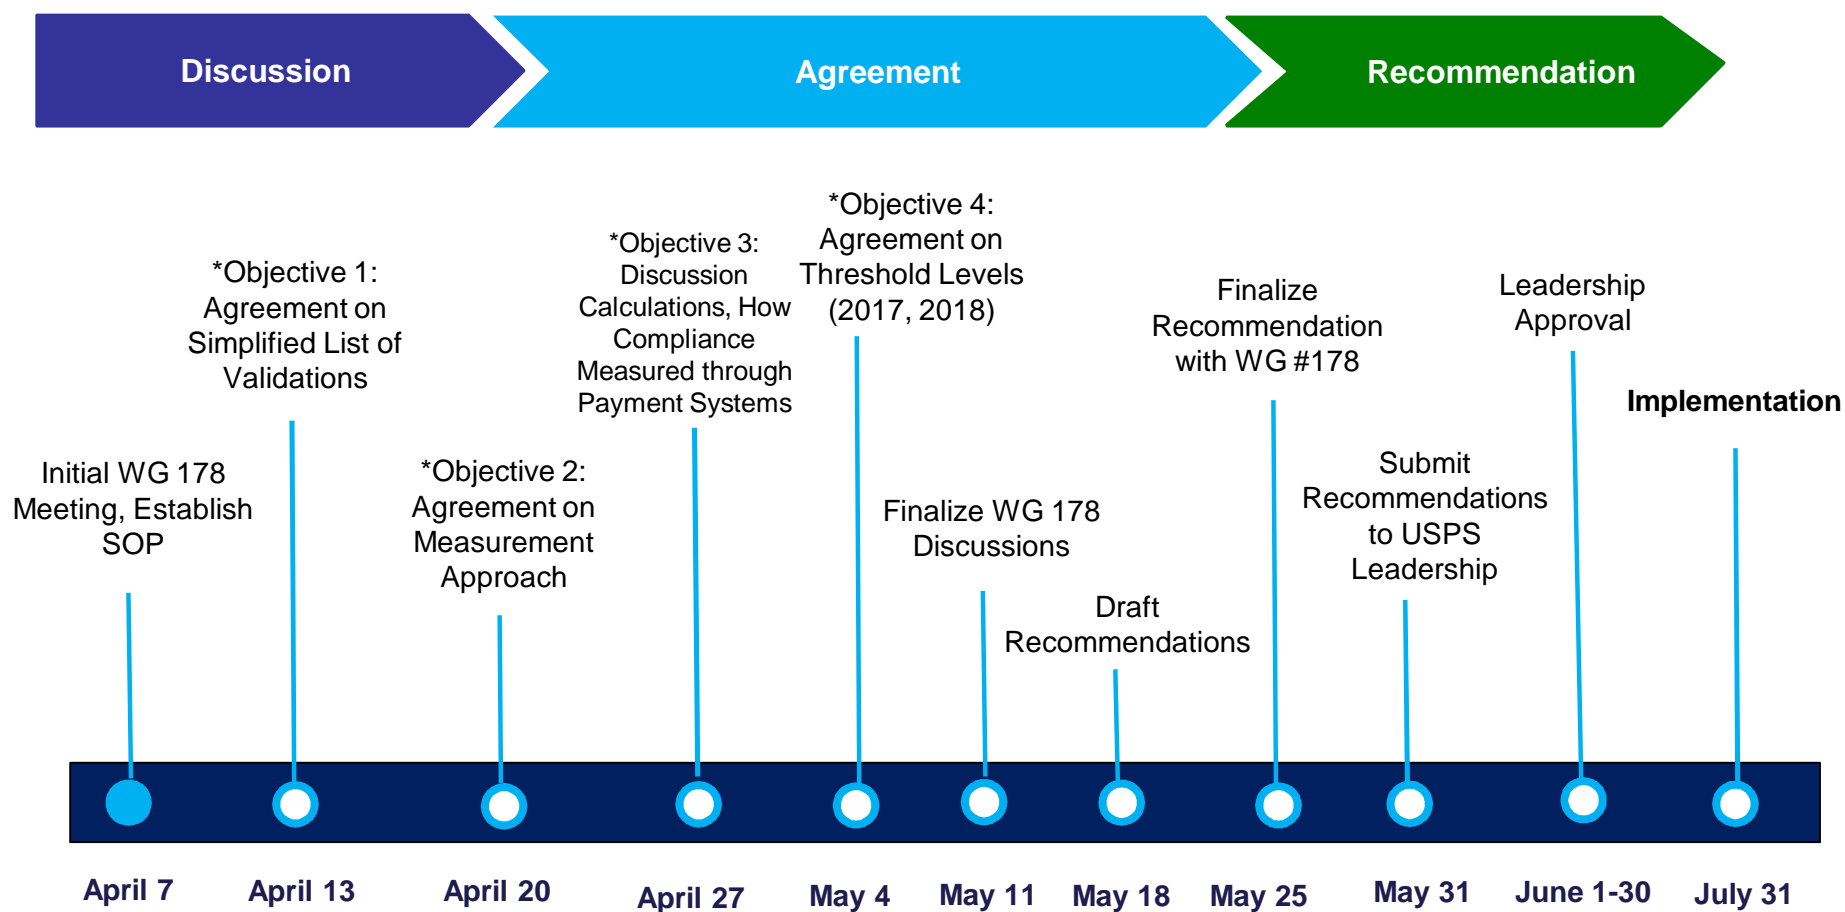 Discussion
Agreement
Recommendation
Initial WG 178
Meeting, Establish
SOP
*Objective 1:
Agreement on
Simplified List of
Validations
*Objective 2:
Agreement on
Measurement
Approach
*Objective 3:
Discussion
Calculations, How
Compliance
Measured through
Payment Systems
*Objective 4:
Agreement on
Threshold Levels
(2017, 2018)
Finalize WG 178
Discussions
Draft
Recommendations
Finalize
Recommendation
with WG #178
Submit
Recommendations
to USPS
Leadership
Leadership
Approval
Implementation
April 7
April 13
April 20
April 27
May 4
May 11
May 18
May 25
May 31
June 1-30
July 31